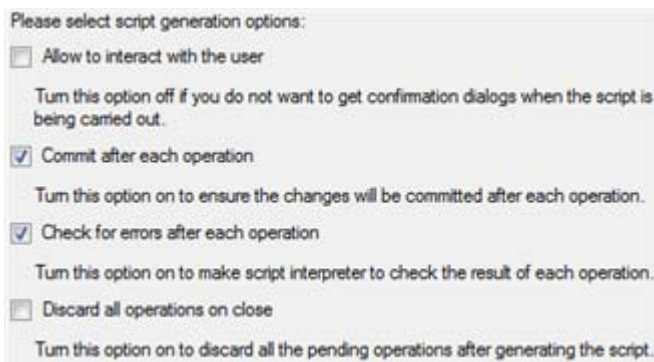 Please select script generation options:
Allow to interact with the user
Turn this option off if you do not want to get confirmation dialogs when the script is
being carried out.
Commit after each operation
Turn this option on to ensure the changes will be committed after each operation.
Check for errors after each operation
Turn this option on to make script interpreter to check the result of each operation.
Discard all operations on close
Turn this option on to discard all the pending operations after generating the script.